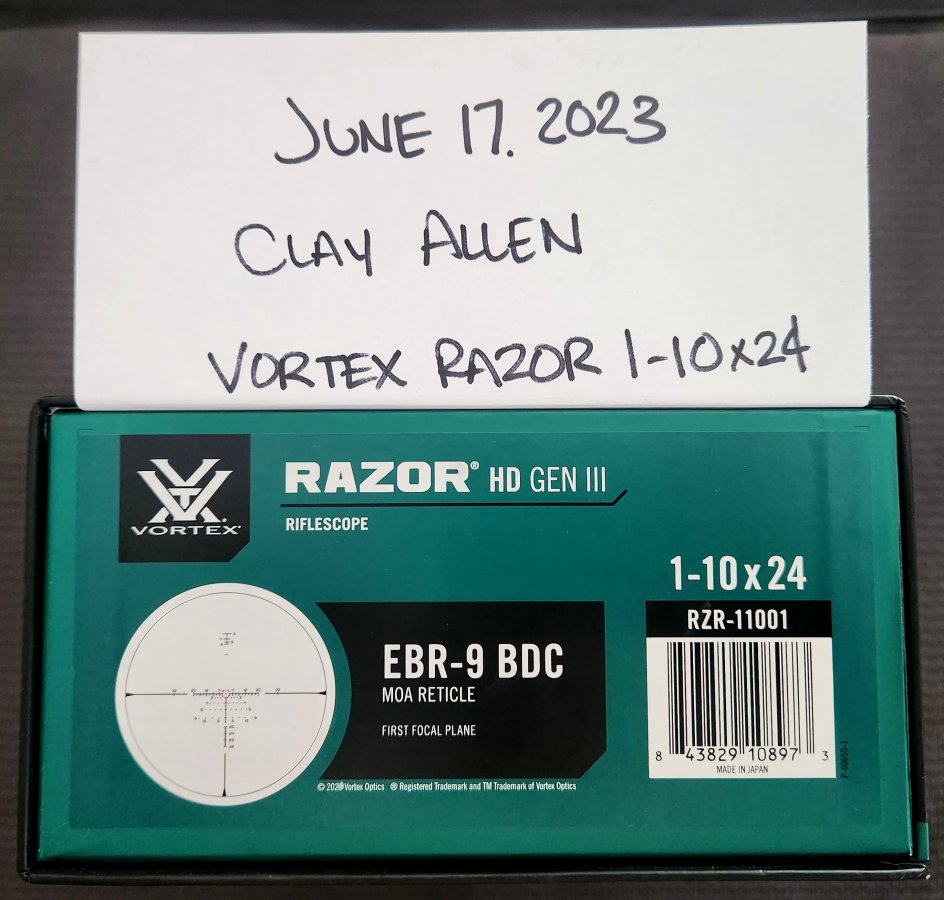 JUNE 17. 2023
CLAY ALLEN
VORTEX RAZOR 1-10x24
VORTEX®
RAZOR® HD GEN III
RIFLESCOPE
1-10 x 24
RZR-11001
EBR-9 BDC
MOA RETICLE
FIRST FOCAL PLANE
8 43829 10897 3
MADE IN JAPAN
Vortex Optics ® Registered Trademark and TM Trademark of Vortex Optics